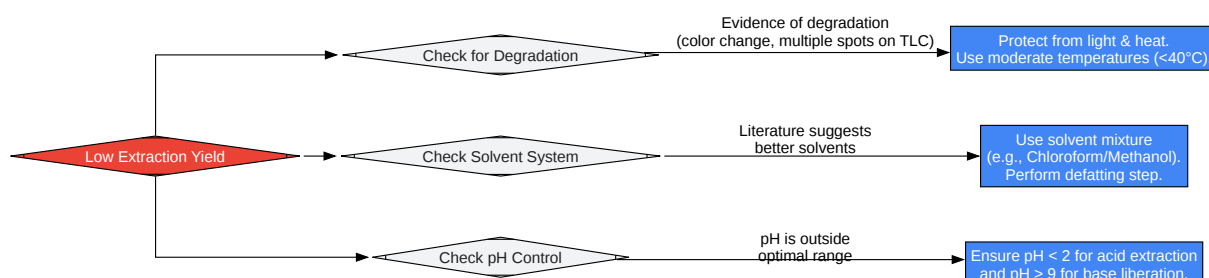 Evidence of degradation
(color change, multiple spots on TLC)
Check for Degradation
Protect from light & heat.
Use moderate temperatures (<40°C)
Low Extraction Yield
Check Solvent System
Literature suggests
better solvents
Use solvent mixture
(e.g., Chloroform/Methanol).
Perform defatting step.
Check pH Control
pH is outside
optimal range
Ensure pH < 2 for acid extraction
and pH > 9 for base liberation.